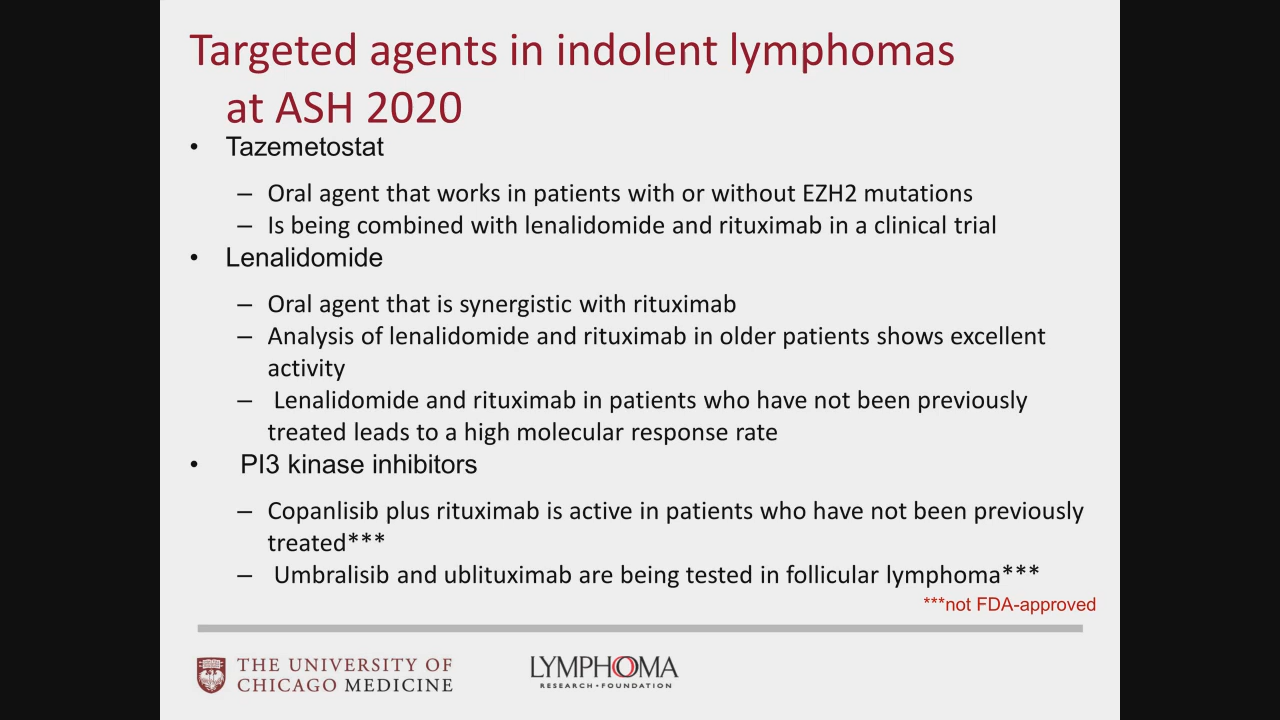 Targeted agents in indolent lymphomas
at ASH 2020
• Tazemetostat
– Oral agent that works in patients with or without EZH2 mutations
– Is being combined with lenalidomide and rituximab in a clinical trial
• Lenalidomide
– Oral agent that is synergistic with rituximab
– Analysis of lenalidomide and rituximab in older patients shows excellent
activity
– Lenalidomide and rituximab in patients who have not been previously
treated leads to a high molecular response rate
• PI3 kinase inhibitors
– Copanlisib plus rituximab is active in patients who have not been previously
treated***
– Umbralisib and ublituximab are being tested in follicular lymphoma***
***not FDA-approved
THE UNIVERSITY OF
CHICAGO MEDICINE
LYMPHOMA
RESEARCH • FOUNDATION